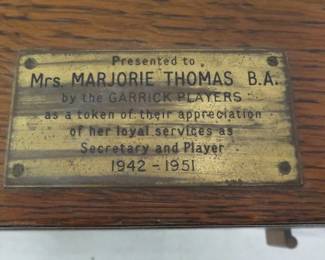 Presented to
Mrs. MARJORIE THOMAS B.A.
by the GARRICK PLAYERS
as a token of their appreciation
of her loyal services as
Secretary and Player
1942 - 1951